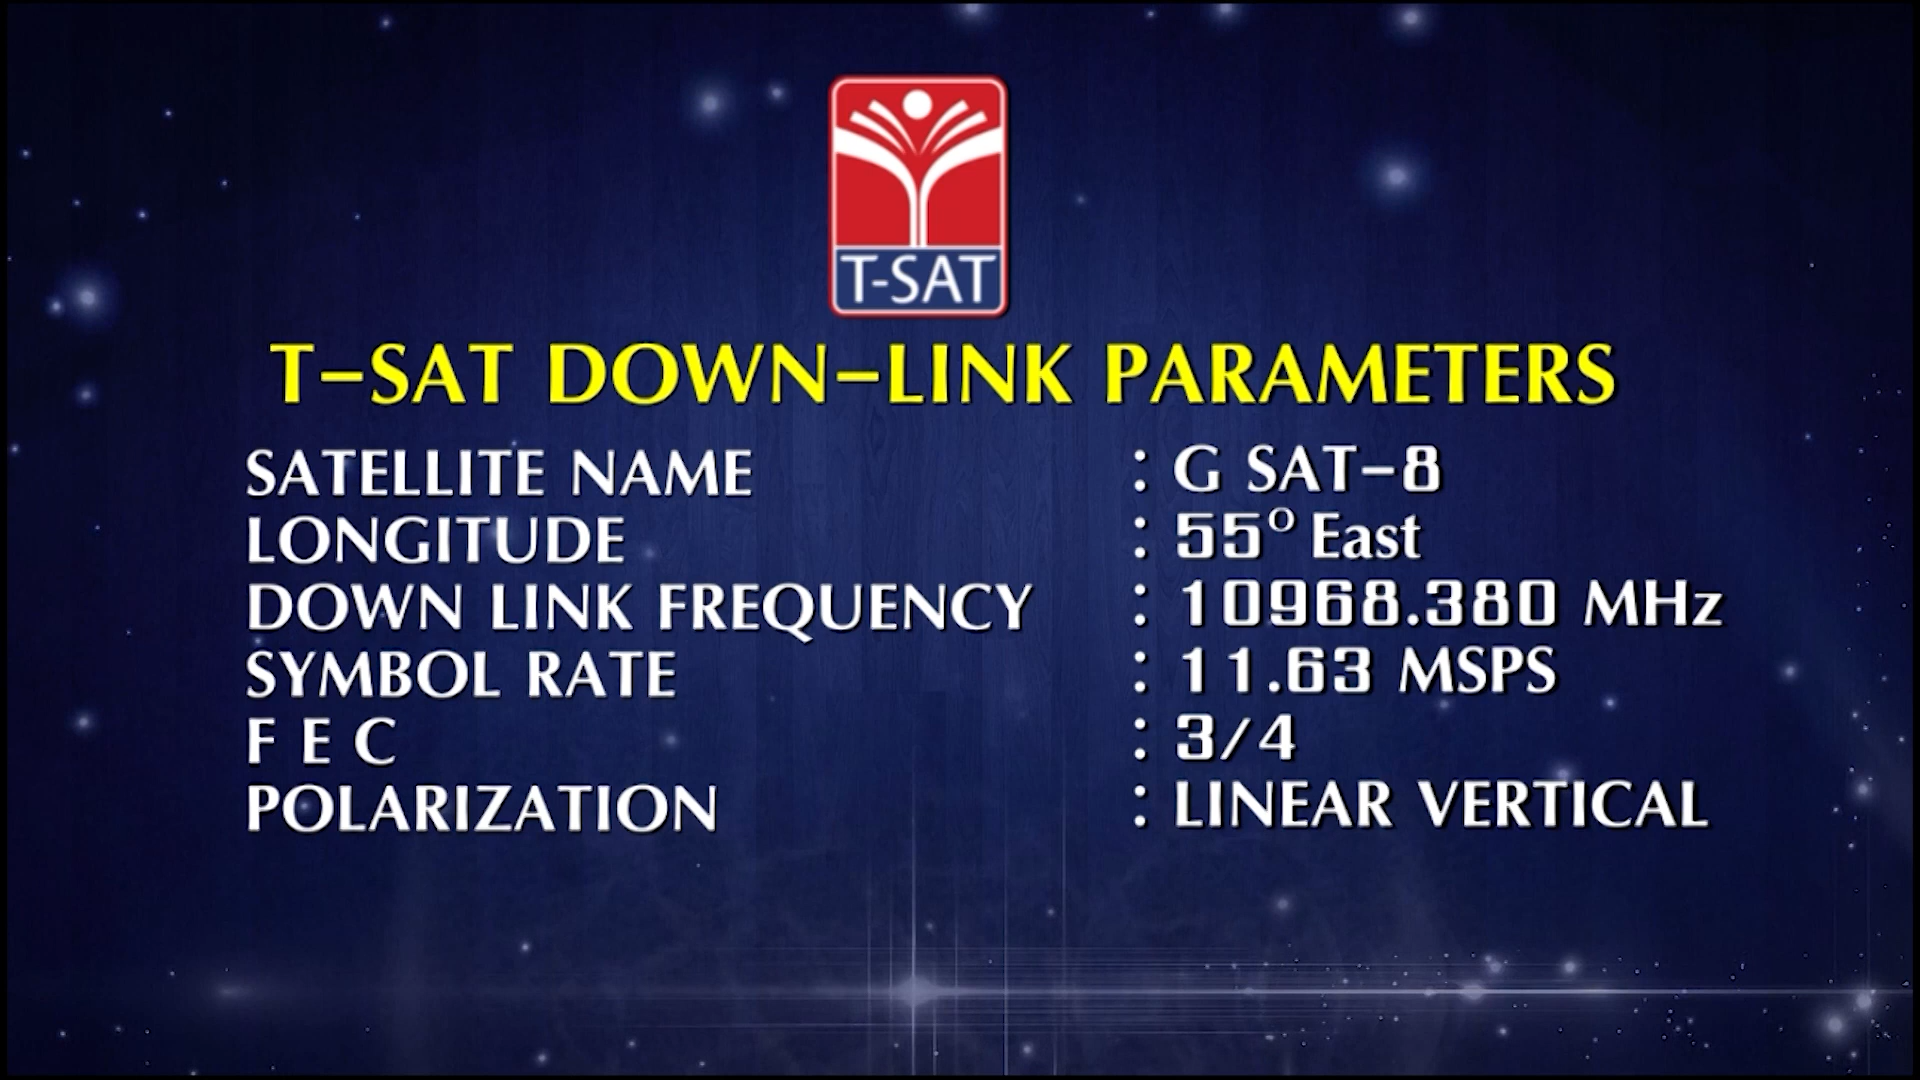 T-SAT
T-SAT DOWN-LINK PARAMETERS
SATELLITE NAME : G SAT-8
LONGITUDE : 55° East
DOWN LINK FREQUENCY : 10968.380 MHz
SYMBOL RATE : 11.63 MSPS
F E C : 3/4
POLARIZATION : LINEAR VERTICAL